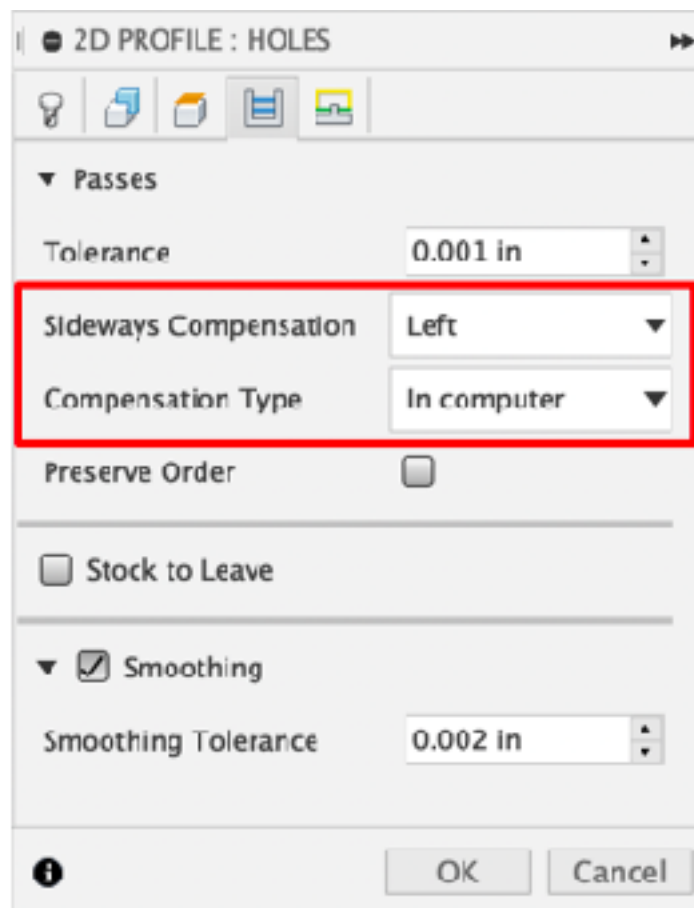 2D PROFILE : HOLES
Passes
Tolerance 0.001 in
Sideways Compensation Left
Compensation Type In computer
Preserve Order
Stock to Leave
Smoothing
Smoothing Tolerance 0.002 in
OK Cancel